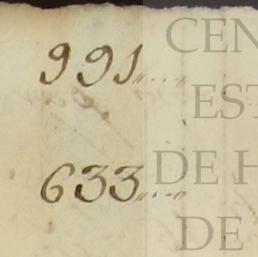 991,,...,,
CEN
EST
633,,...,,
DE H
DE